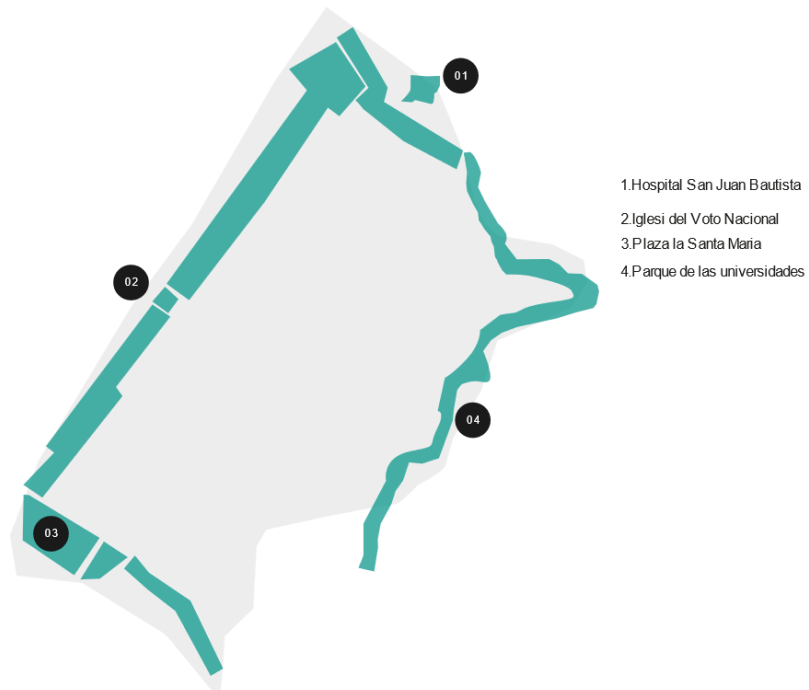 01
1.Hospital San Juan Bautista
2.Iglesi del Voto Nacional
3.Plaza la Santa Maria
4.Parque de las universidades
02
04
03